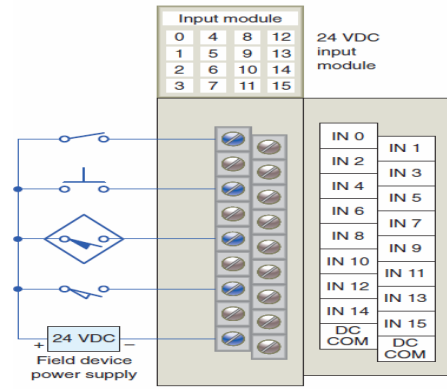 Input module
0 4 8 12
1 5 9 13
2 6 10 14
3 7 11 15
24 VDC
input
module
IN 0
IN 1
IN 2
IN 3
IN 4
IN 5
IN 6
IN 7
IN 8
IN 9
IN 10
IN 11
IN 12
IN 13
IN 14
IN 15
DC
COM
DC
COM
+ 24 VDC −
Field device
power supply